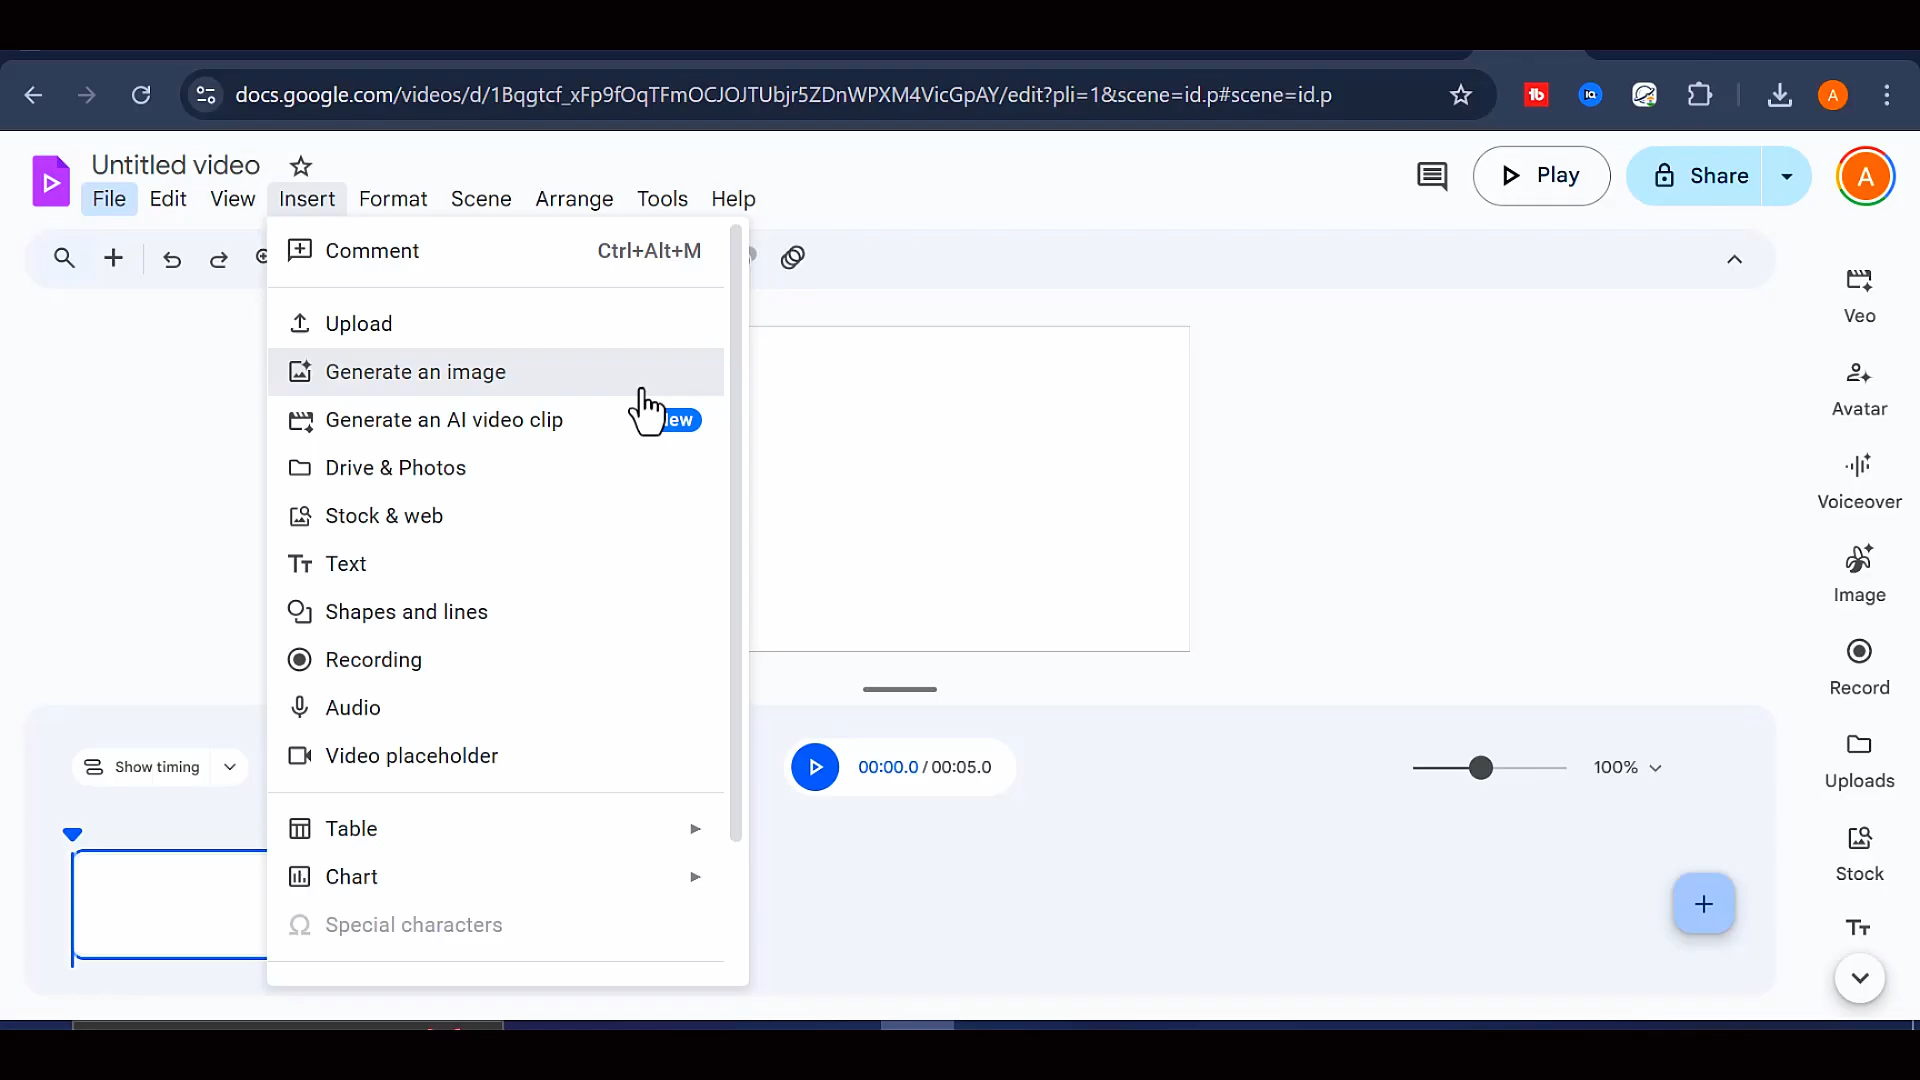 docs.google.com/videos/d/1Bqgtcf_xFp9fOqTFmOCJOJTUbjr5ZDnWPXM4VicGpAY/edit?pli=1&scene=id.p#scene=id.p
tb
IQ
A
Untitled video
File Edit View Insert Format Scene Arrange Tools Help
Play
Share
A
Comment Ctrl+Alt+M
Upload
Generate an image
Generate an AI video clip
Drive & Photos
Stock & web
Text
Shapes and lines
Recording
Audio
Video placeholder
Table
Chart
Special characters
Show timing
00:00.0 / 00:05.0
100%
Veo
Avatar
Voiceover
Image
Record
Uploads
Stock